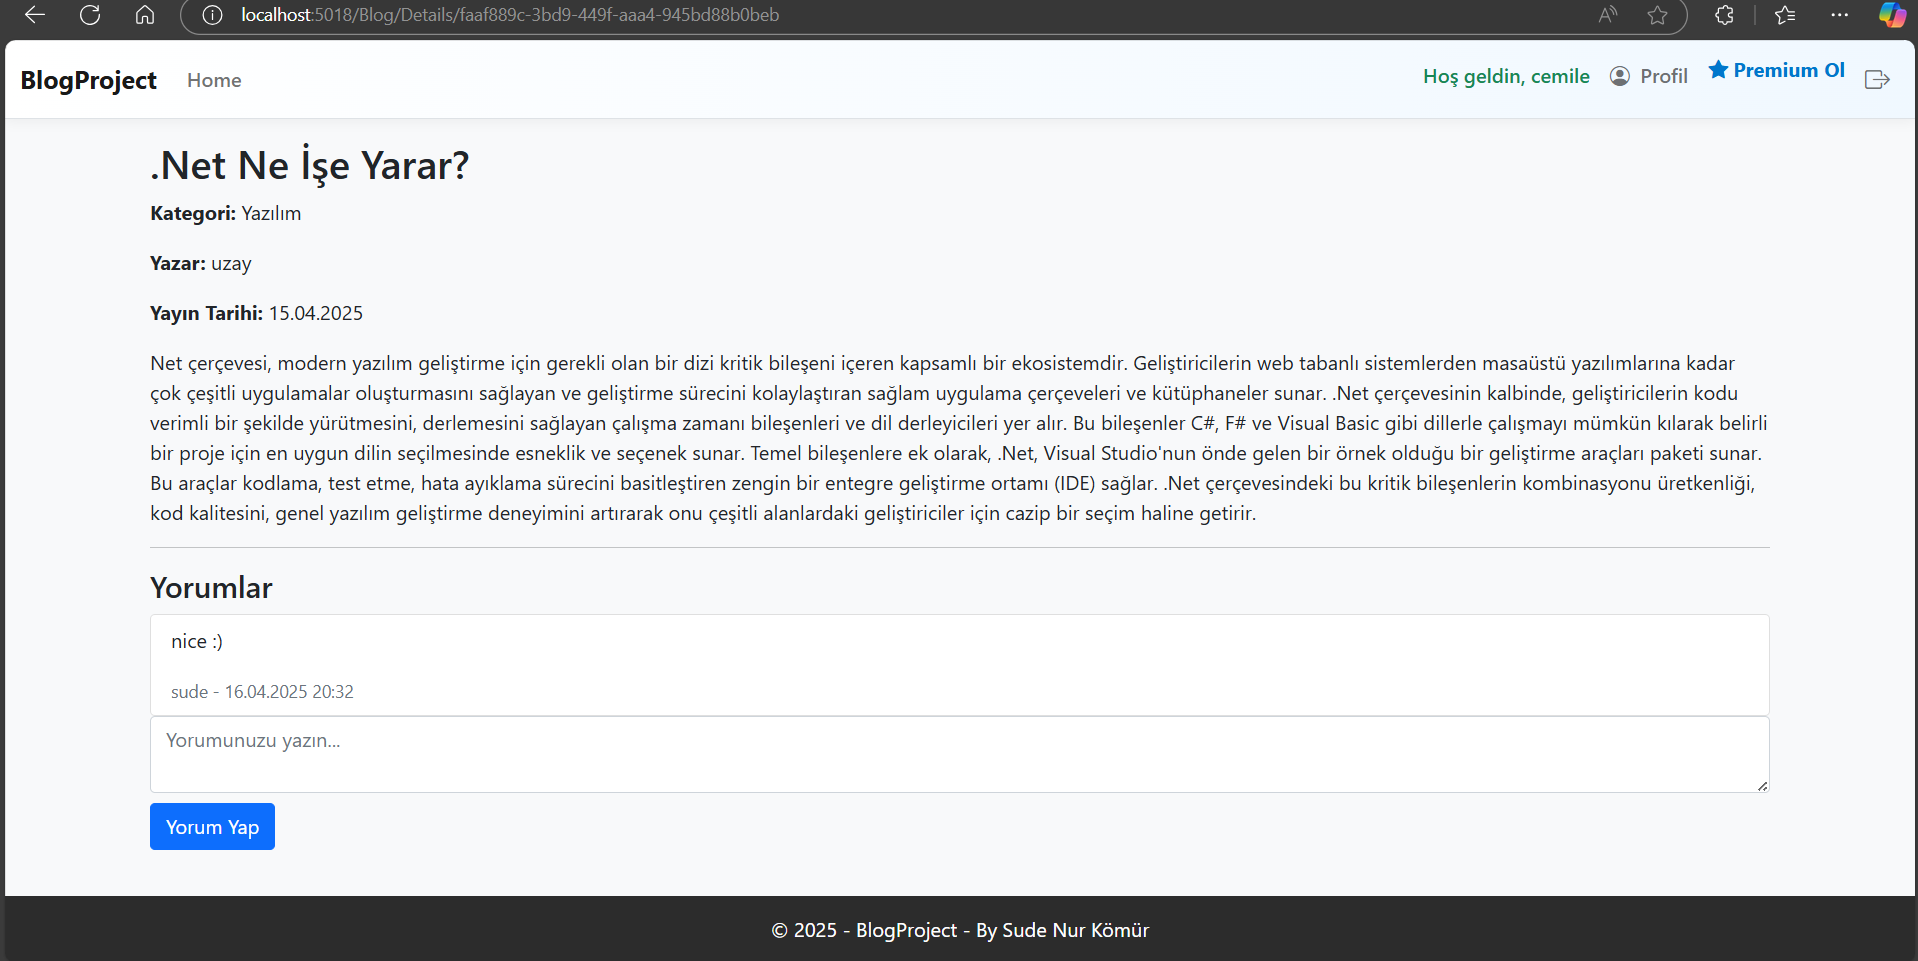 localhost:5018/Blog/Details/faaf889c-3bd9-449f-aaa4-945bd88b0beb
BlogProject Home Hoş geldin, cemile Profil Premium Ol
.Net Ne İşe Yarar?
Kategori: Yazılım
Yazar: uzay
Yayın Tarihi: 15.04.2025
Net çerçevesi, modern yazılım geliştirme için gerekli olan bir dizi kritik bileşeni içeren kapsamlı bir ekosistemdir. Geliştiricilerin web tabanlı sistemlerden masaüstü yazılımlarına kadar
çok çeşitli uygulamalar oluşturmasını sağlayan ve geliştirme sürecini kolaylaştıran sağlam uygulama çerçeveleri ve kütüphaneler sunar. .Net çerçevesinin kalbinde, geliştiricilerin kodu
verimli bir şekilde yürütmesini, derlemesini sağlayan çalışma zamanı bileşenleri ve dil derleyicileri yer alır. Bu bileşenler C#, F# ve Visual Basic gibi dillerle çalışmayı mümkün kılarak belirli
bir proje için en uygun dilin seçilmesinde esneklik ve seçenek sunar. Temel bileşenlere ek olarak, .Net, Visual Studio'nun önde gelen bir örnek olduğu bir geliştirme araçları paketi sunar.
Bu araçlar kodlama, test etme, hata ayıklama sürecini basitleştiren zengin bir entegre geliştirme ortamı (IDE) sağlar. .Net çerçevesindeki bu kritik bileşenlerin kombinasyonu üretkenliği,
kod kalitesini, genel yazılım geliştirme deneyimini artırarak onu çeşitli alanlardaki geliştiriciler için cazip bir seçim haline getirir.
Yorumlar
nice :)
sude - 16.04.2025 20:32
Yorumunuzu yazın...
Yorum Yap
© 2025 - BlogProject - By Sude Nur Kömür